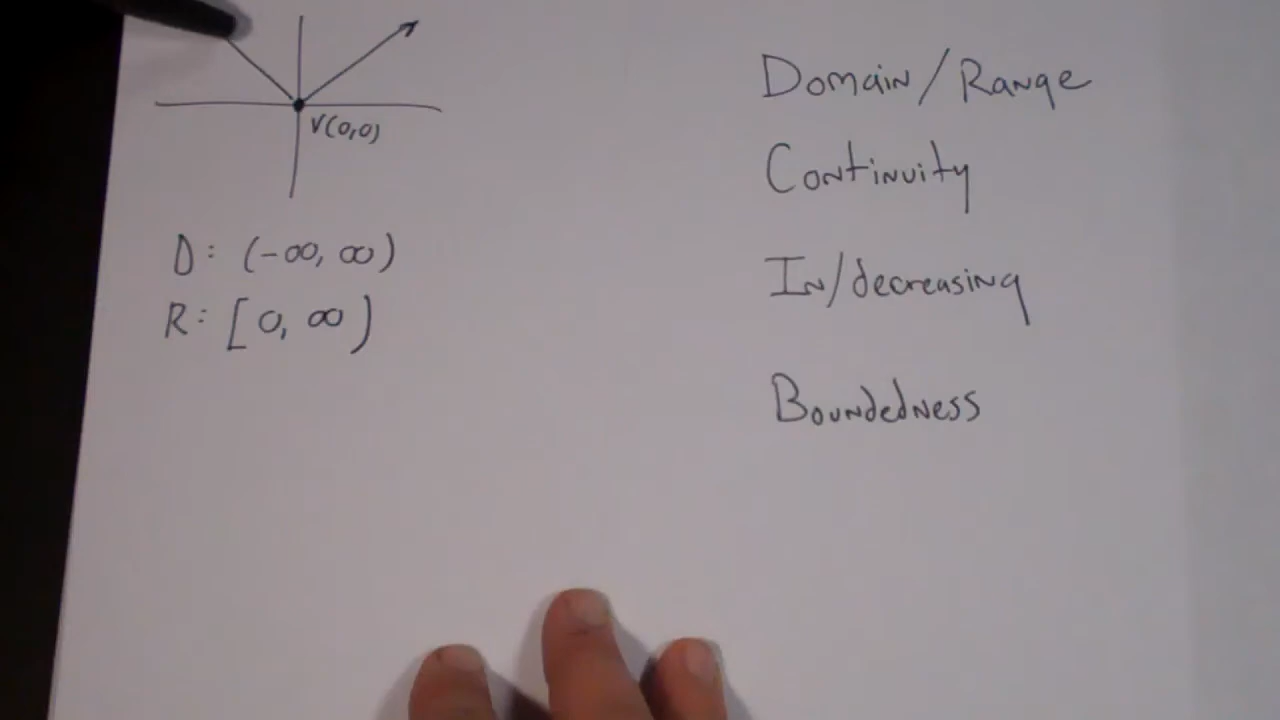 V(0,0)
D: (-∞, ∞)
R: [0, ∞)
Domain/Range
Continuity
In/decreasing
Boundedness